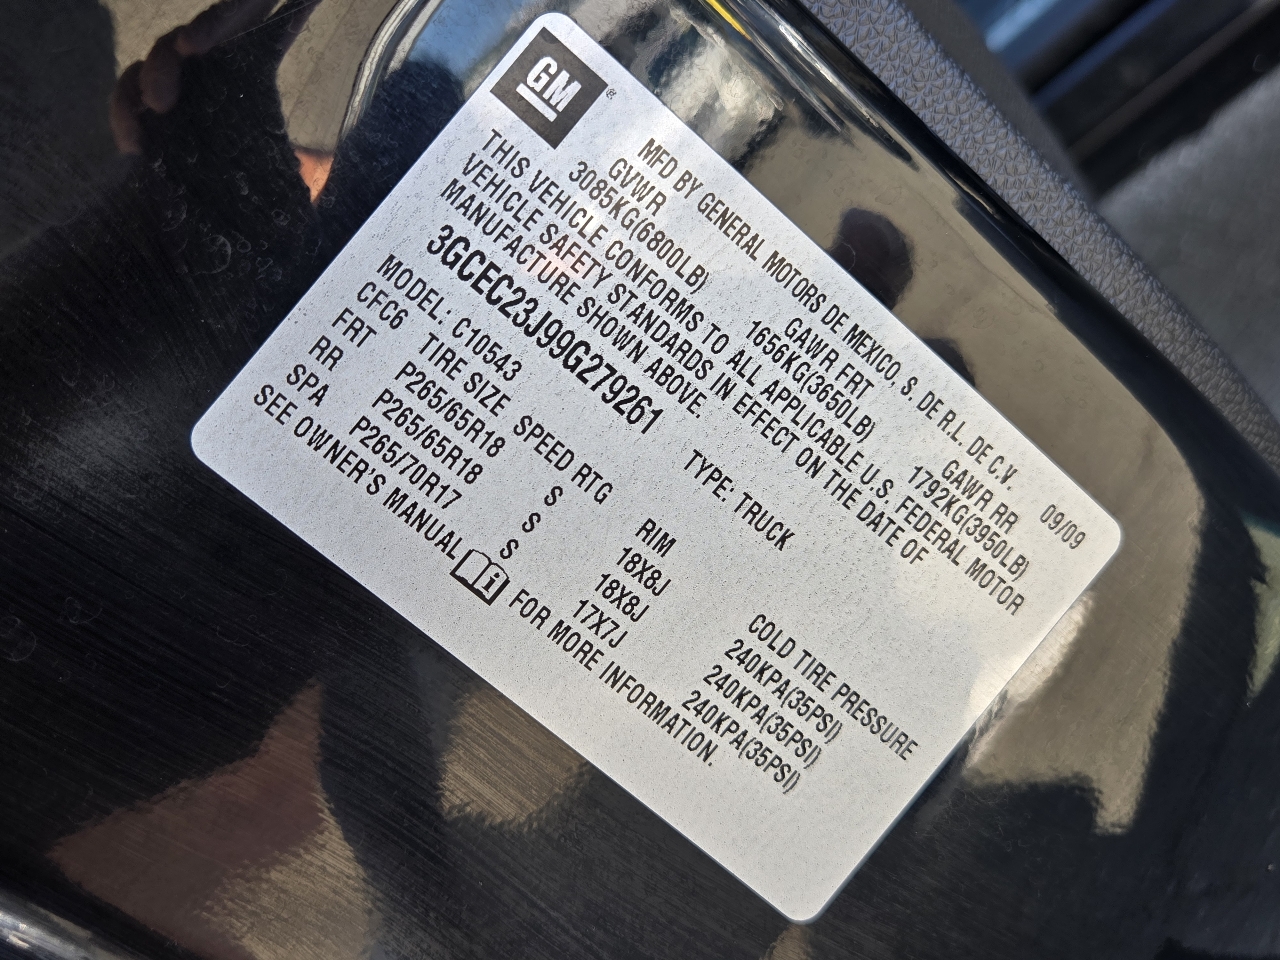 GM
®
MFD BY GENERAL MOTORS DE MEXICO, S. DE R.L. DE C.V. 09/09
GVWR GAWR FRT GAWR RR
3085KG(6800LB) 1656KG(3650LB) 1792KG(3950LB)
THIS VEHICLE CONFORMS TO ALL APPLICABLE U.S. FEDERAL MOTOR
VEHICLE SAFETY STANDARDS IN EFFECT ON THE DATE OF
MANUFACTURE SHOWN ABOVE.
3GCEC23J99G279261 TYPE: TRUCK
MODEL: C10543
CFC6 TIRE SIZE SPEED RTG RIM COLD TIRE PRESSURE
FRT P265/65R18 S 18X8J 240KPA(35PSI)
RR P265/65R18 S 18X8J 240KPA(35PSI)
SPA P265/70R17 S 17X7J 240KPA(35PSI)
SEE OWNER'S MANUAL i FOR MORE INFORMATION.